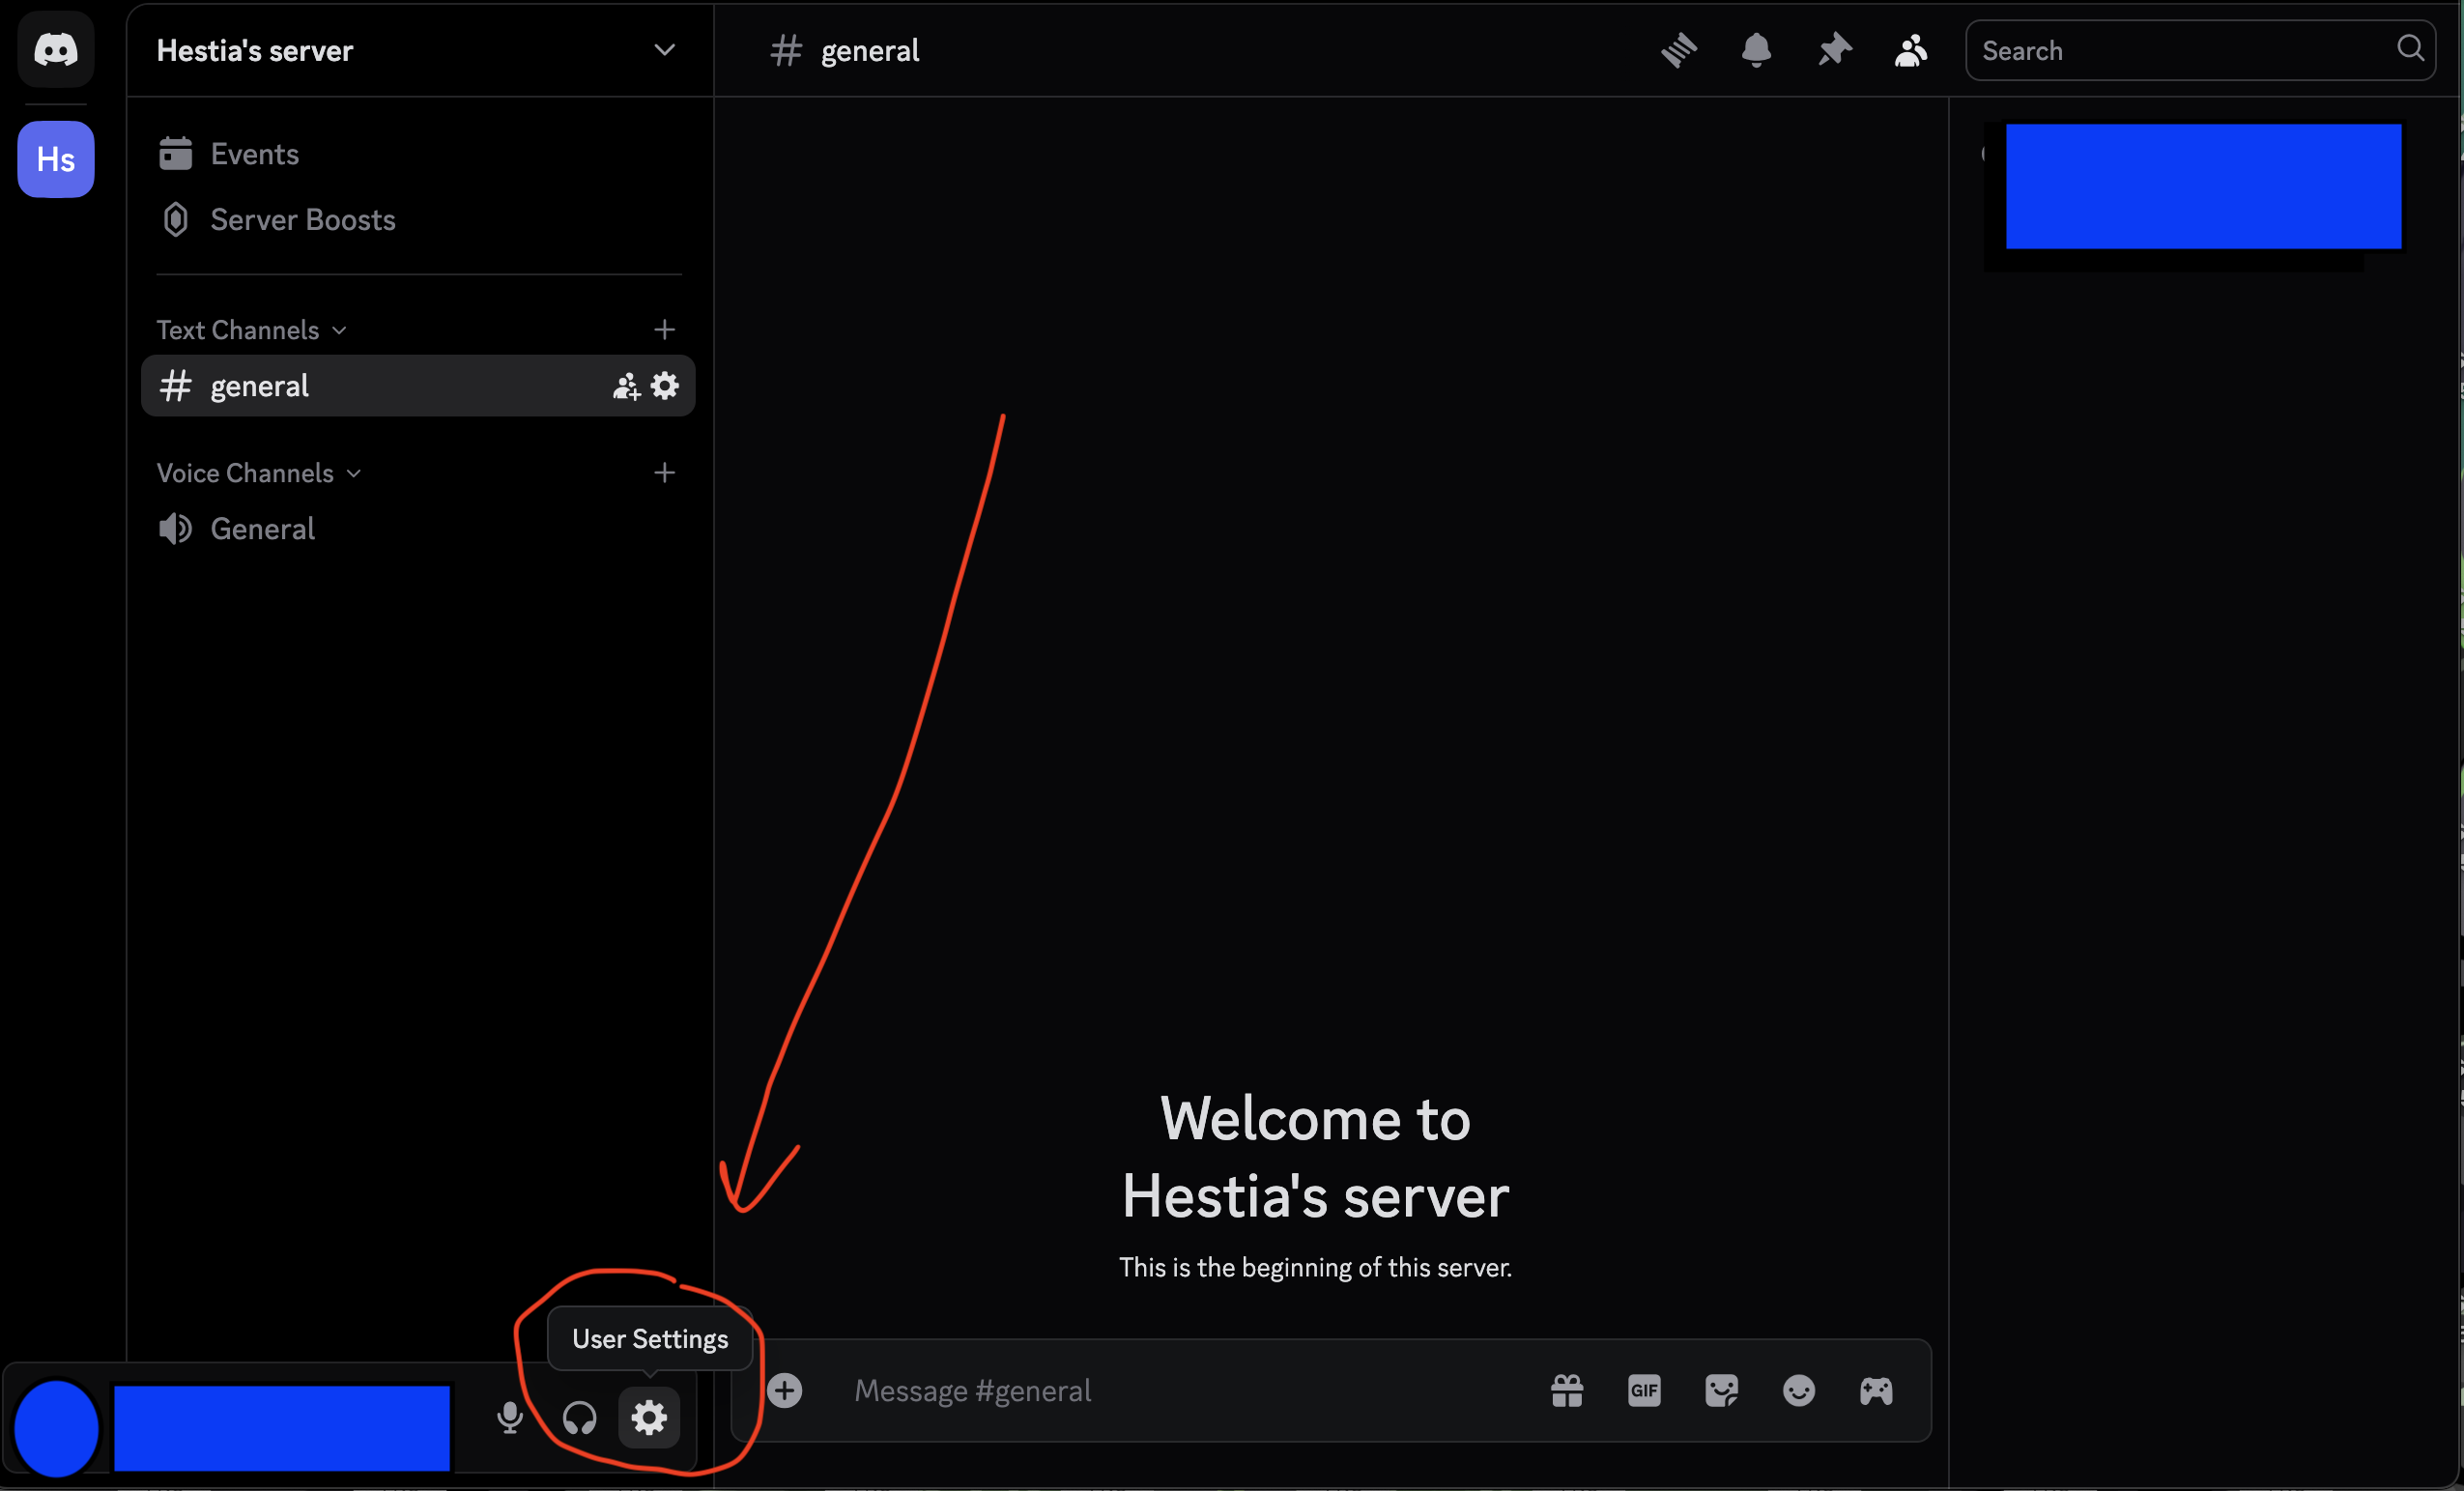 Hestia's server
# general
Search
Hs
Events
Server Boosts
Text Channels
# general
Voice Channels
General
Welcome to
Hestia's server
This is the beginning of this server.
User Settings
Message #general
GIF